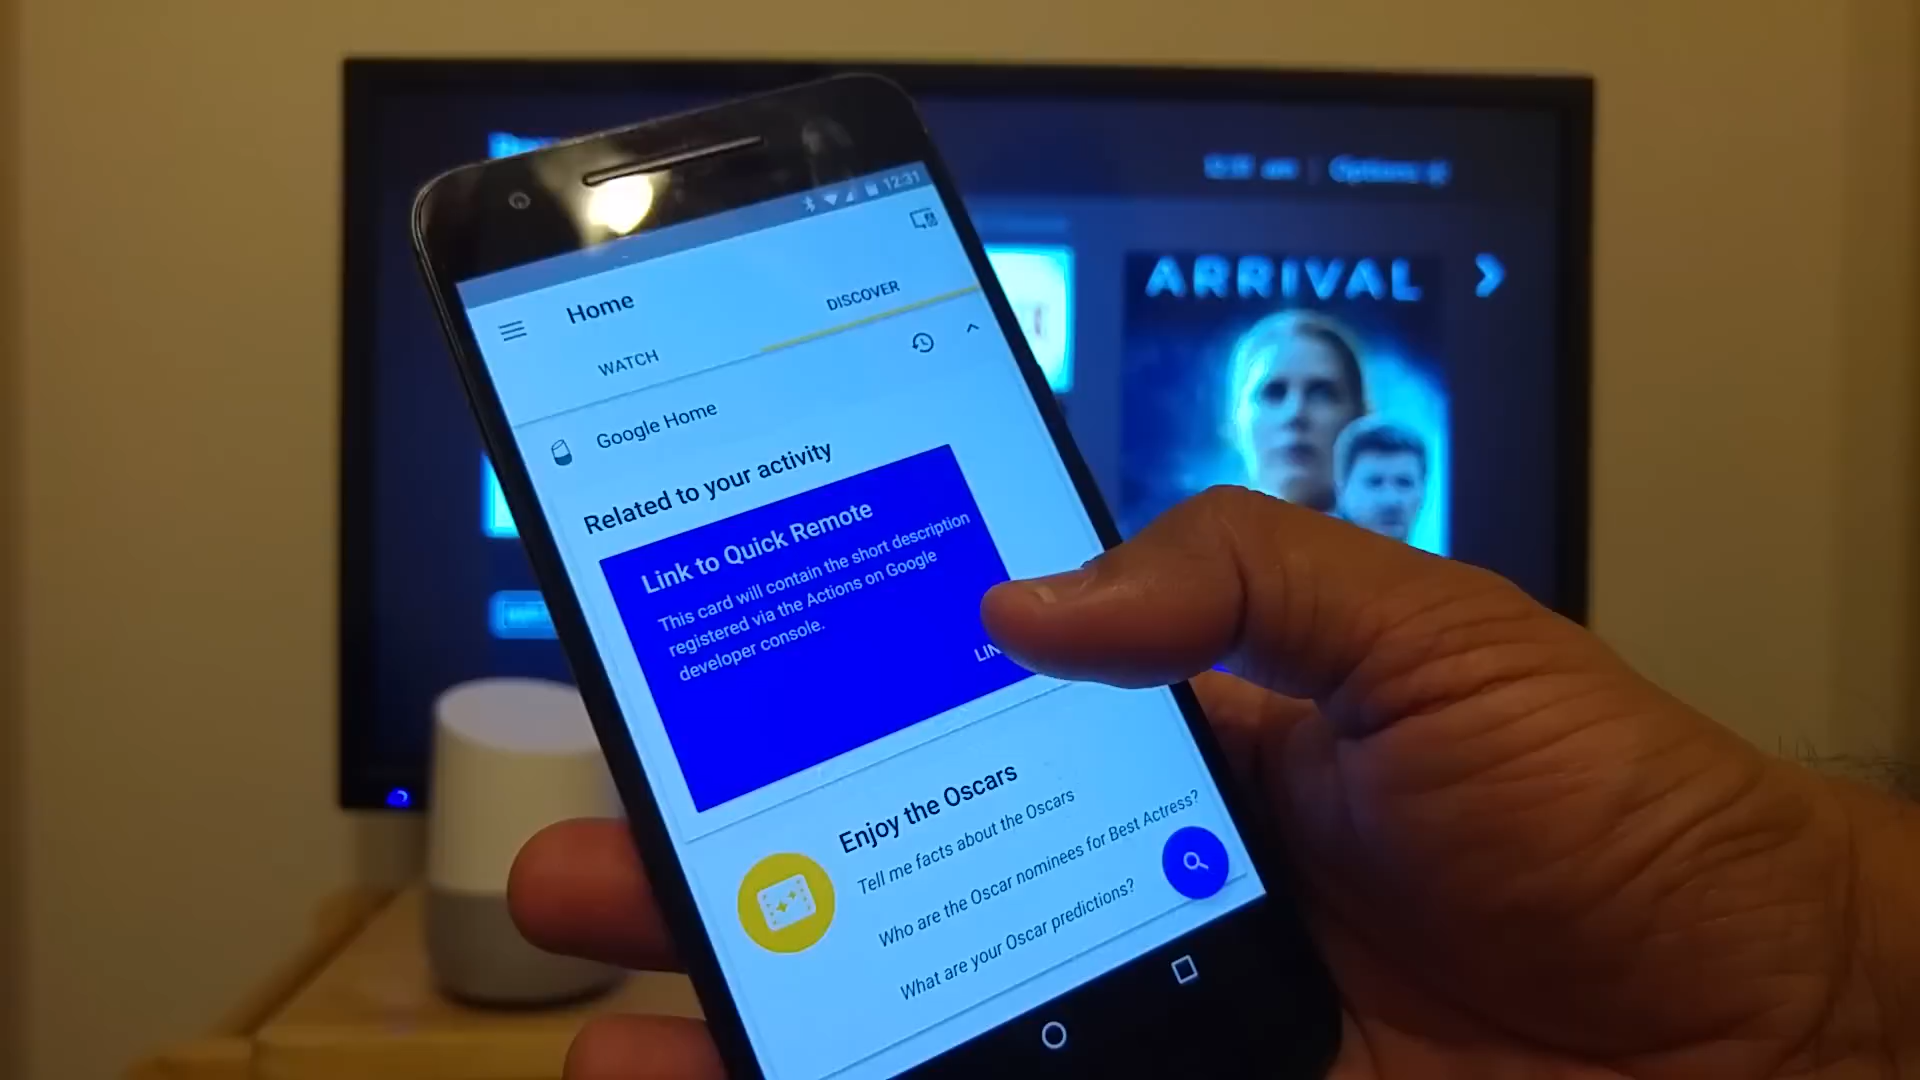 12:31
Home
WATCH
DISCOVER
Google Home
Related to your activity
Link to Quick Remote
This card will contain the short description
registered via the Actions on Google
developer console.
Enjoy the Oscars
Tell me facts about the Oscars
Who are the Oscar nominees for Best Actress?
What are your Oscar predictions?
Options
ARRIVAL